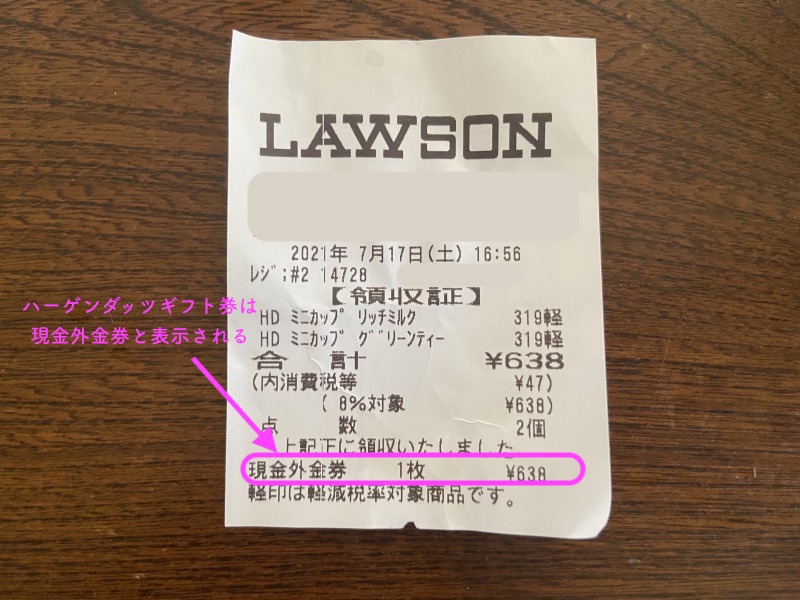 LAWSON
2021年 7月17日(土) 16:56
ﾚｼﾞ;#2 14728
【領収証】
HD ﾐﾆｶｯﾌﾟ ﾘｯﾁﾐﾙｸ 319軽
HD ﾐﾆｶｯﾌﾟ ｸﾞﾞﾘｰﾝﾃｨｰ 319軽
合 計 ¥638
(内消費税等 ¥47)
( 8%対象 ¥638)
点 数 2個
上記正に領収いたしました
現金外金券 1枚 ¥638
軽印は軽減税率対象商品です。
ハーゲンダッツギフト券は
現金外金券と表示される